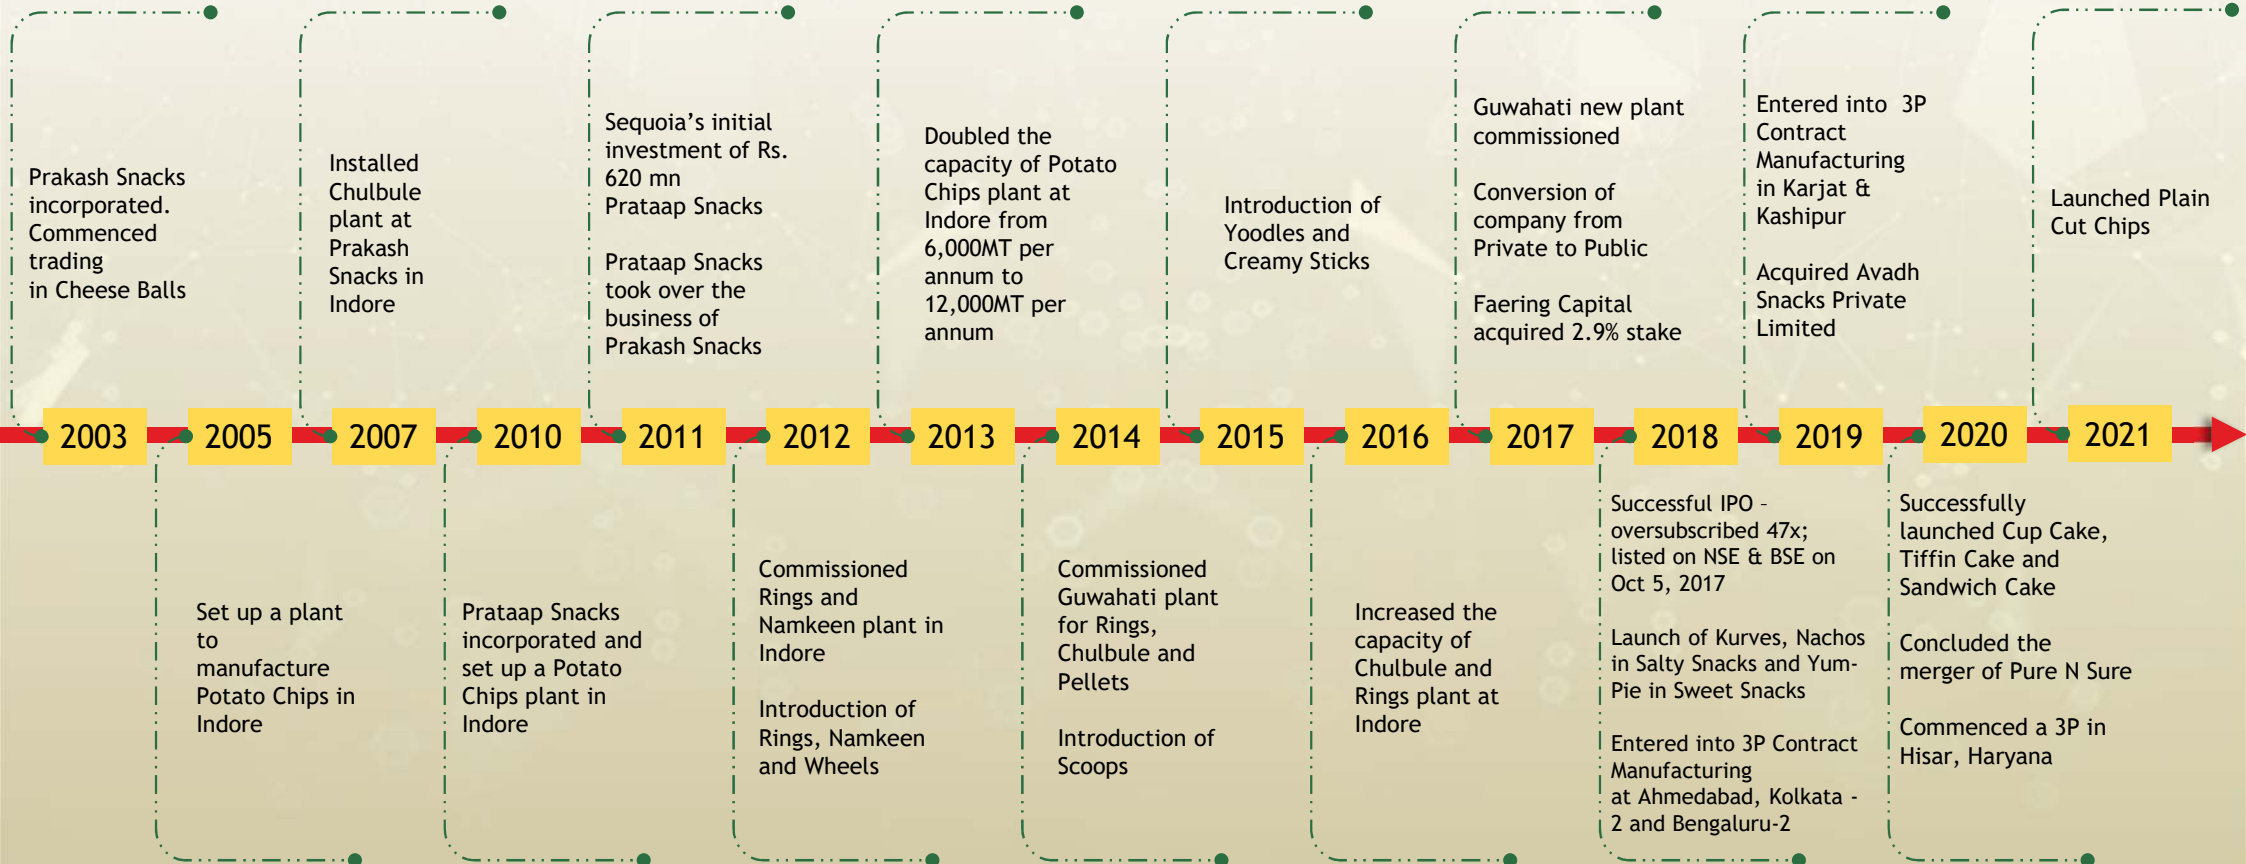 Prakash Snacks
incorporated.
Commenced
trading
in Cheese Balls
Installed
Chulbule
plant at
Prakash
Snacks in
Indore
Sequoia’s initial
investment of Rs.
620 mn
Prataap Snacks
Prataap Snacks
took over the
business of
Prakash Snacks
Doubled the
capacity of Potato
Chips plant at
Indore from
6,000MT per
annum to
12,000MT per
annum
Introduction of
Yoodles and
Creamy Sticks
Guwahati new plant
commissioned
Conversion of
company from
Private to Public
Faering Capital
acquired 2.9% stake
Entered into 3P
Contract
Manufacturing
in Karjat &
Kashipur
Acquired Avadh
Snacks Private
Limited
Launched Plain
Cut Chips
2003 2005 2007 2010 2011 2012 2013 2014 2015 2016 2017 2018 2019 2020 2021
Set up a plant
to
manufacture
Potato Chips in
Indore
Prataap Snacks
incorporated and
set up a Potato
Chips plant in
Indore
Commissioned
Rings and
Namkeen plant in
Indore
Introduction of
Rings, Namkeen
and Wheels
Commissioned
Guwahati plant
for Rings,
Chulbule and
Pellets
Introduction of
Scoops
Increased the
capacity of
Chulbule and
Rings plant at
Indore
Successful IPO –
oversubscribed 47x;
listed on NSE & BSE on
Oct 5, 2017
Launch of Kurves, Nachos
in Salty Snacks and Yum-
Pie in Sweet Snacks
Entered into 3P Contract
Manufacturing
at Ahmedabad, Kolkata -
2 and Bengaluru-2
Successfully
launched Cup Cake,
Tiffin Cake and
Sandwich Cake
Concluded the
merger of Pure N Sure
Commenced a 3P in
Hisar, Haryana